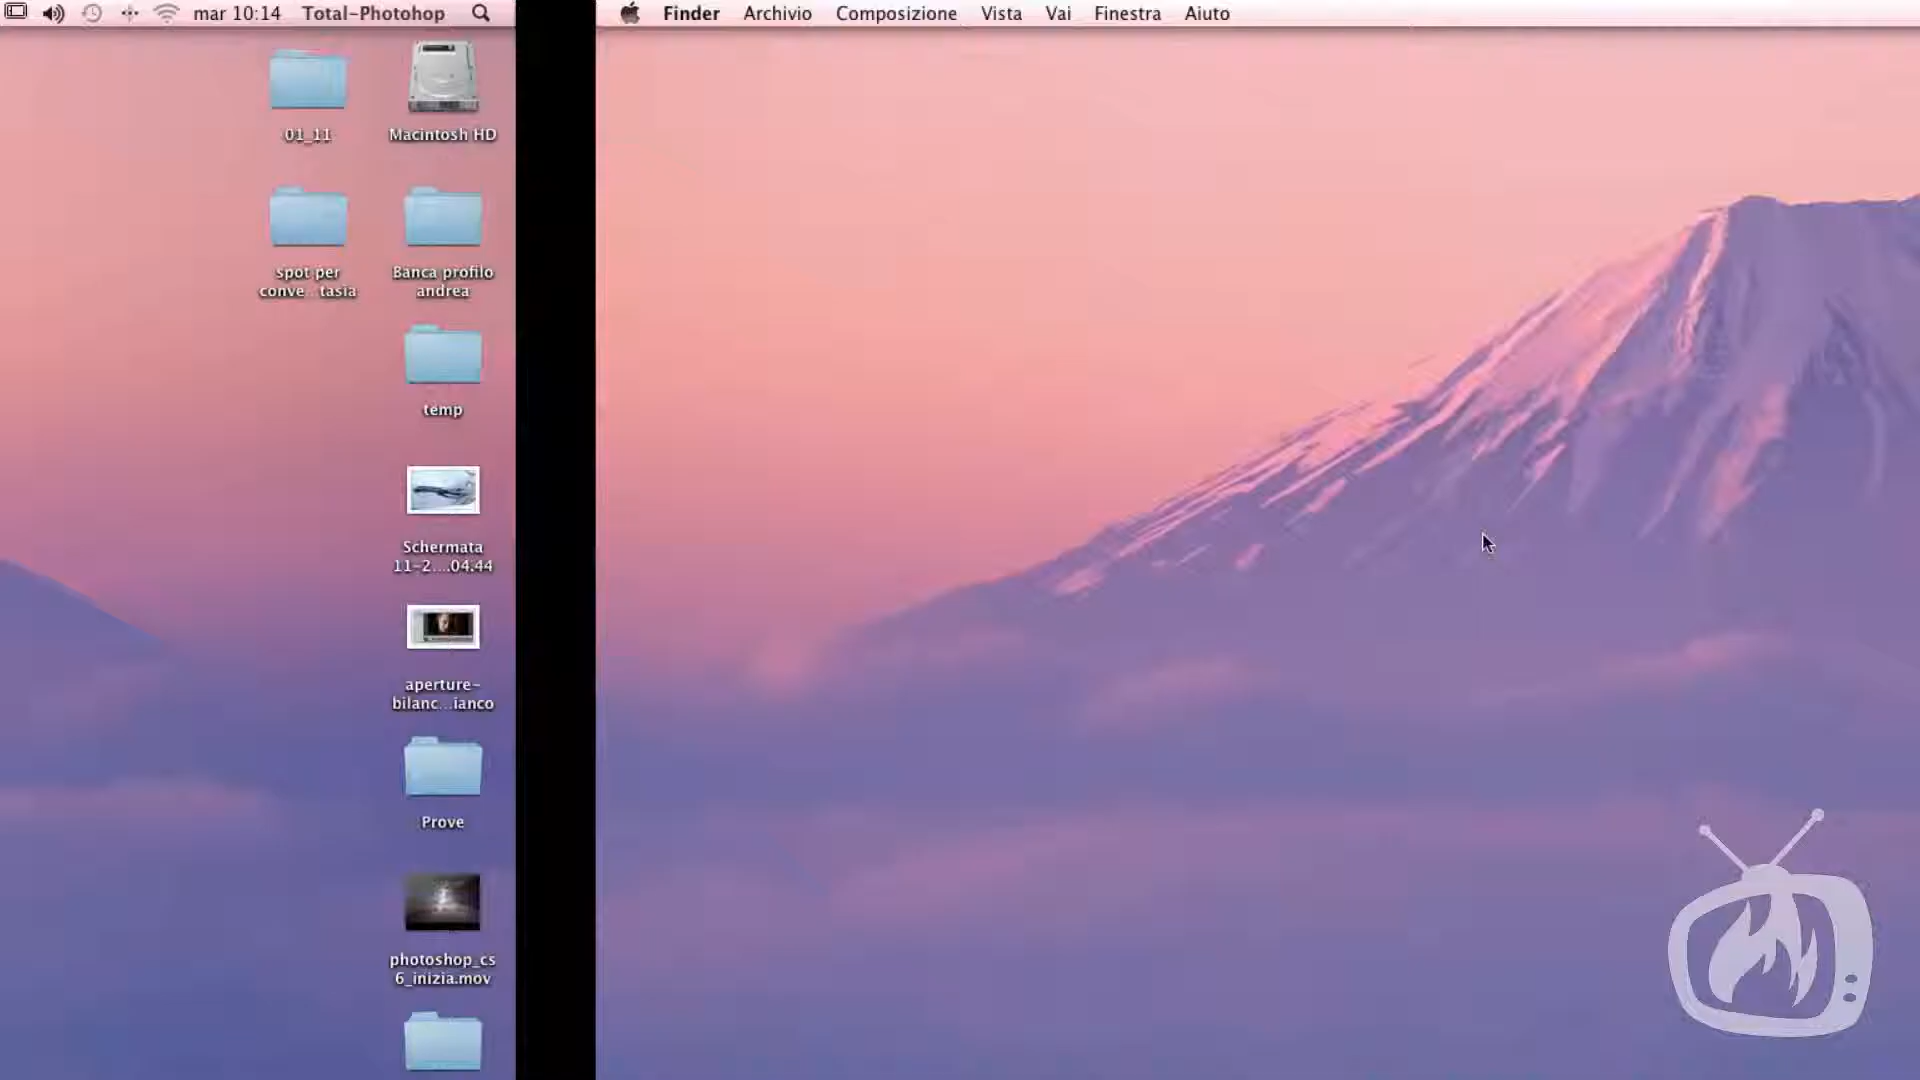 mar 10:14 Total-Photohop
Finder Archivio Composizione Vista Vai Finestra Aiuto
01_11
Macintosh HD
spot per
conve...tasia
Banca profilo
andrea
temp
Schermata
11-2....04.44
aperture-
bilanc...ianco
Prove
photoshop_cs
6_inizia.mov